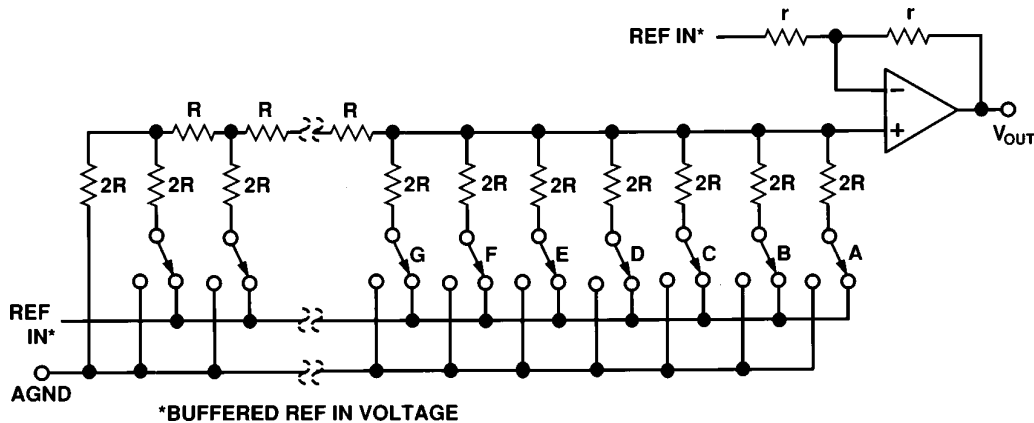 r r
REF IN*
R R R
- +
V_OUT
2R 2R 2R 2R 2R 2R 2R 2R 2R 2R
G F E D C B A
REF
IN*
AGND
*BUFFERED REF IN VOLTAGE